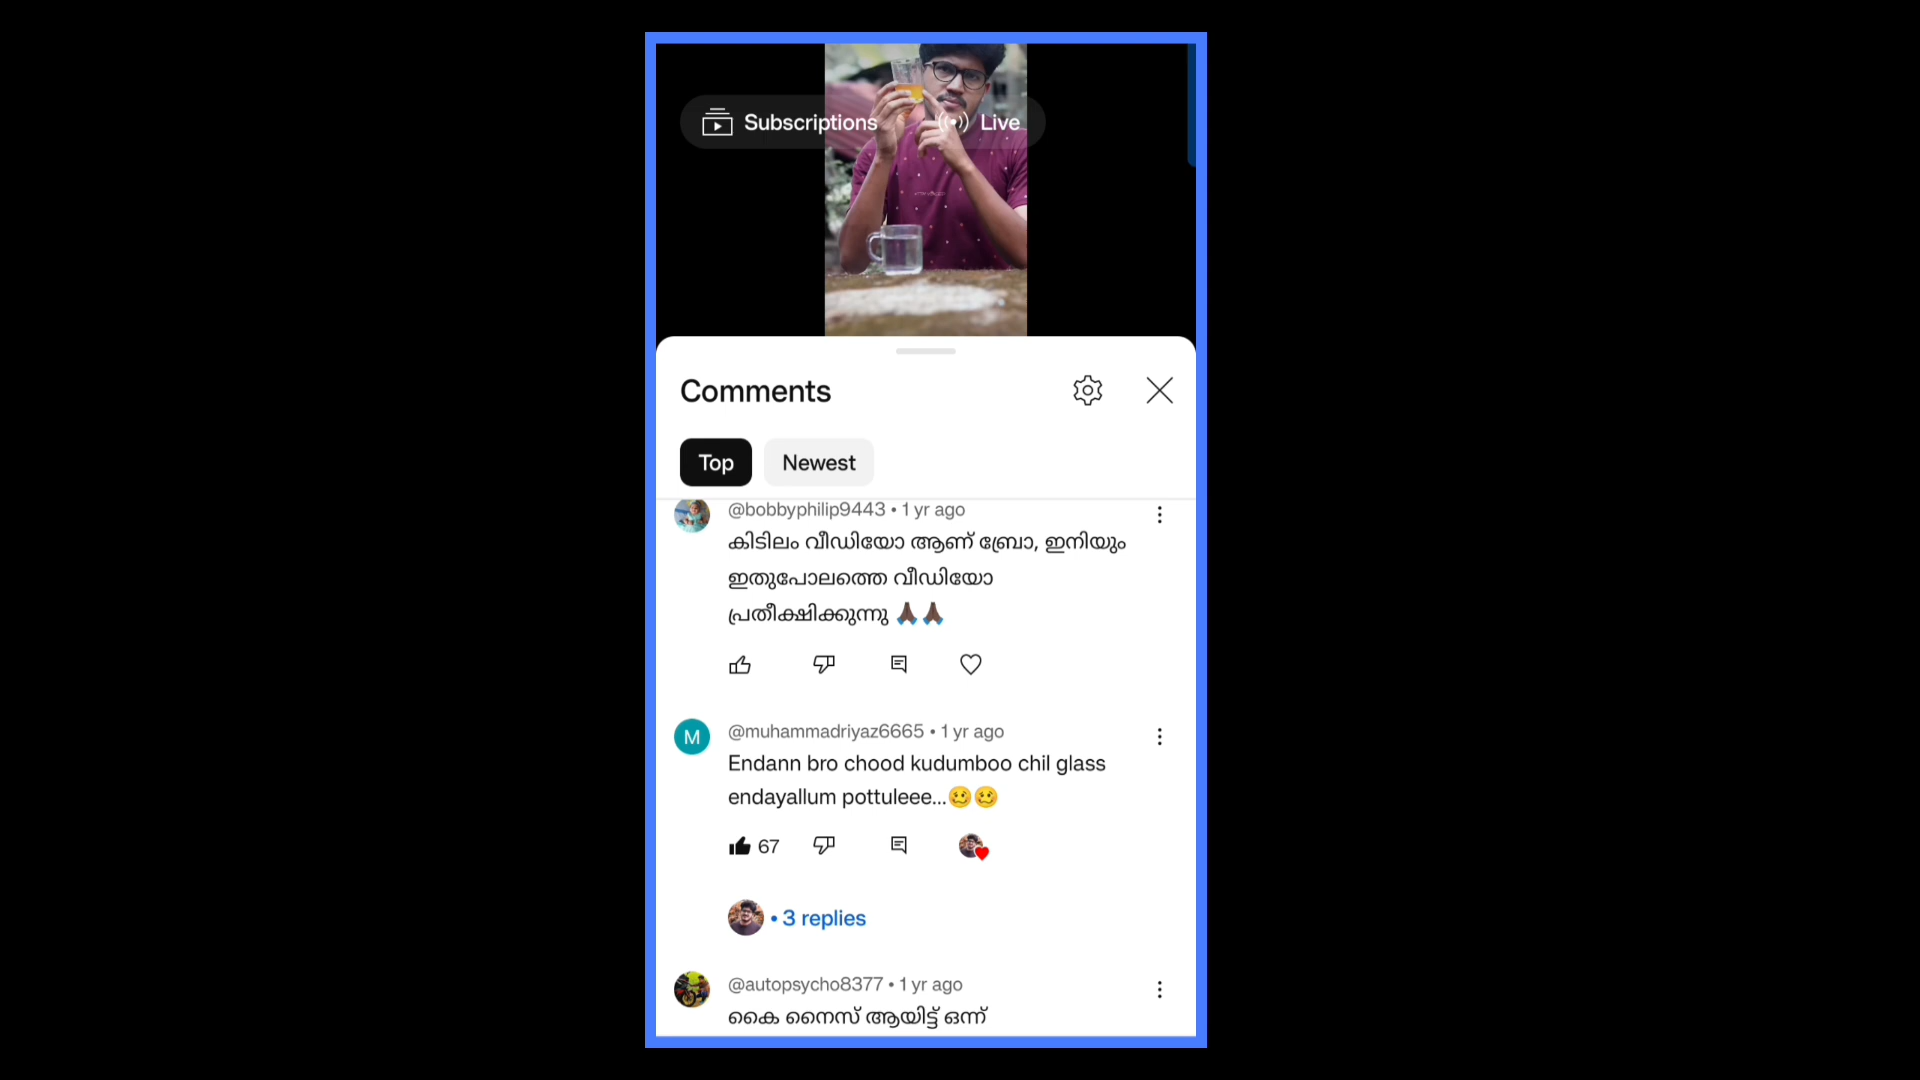 Subscriptions
Live
Comments
Top
Newest
@bobbyphilip9443 • 1 yr ago
കിടിലം വീഡിയോ ആണ് ബ്രോ, ഇനിയും
ഇതുപോലത്തെ വീഡിയോ
പ്രതീക്ഷിക്കുന്നു 🙏🏿🙏🏿
M
@muhammadriyaz6665 • 1 yr ago
Endann bro chood kudumboo chil glass
endayallum pottuleee...🥴🥴
67
• 3 replies
@autopsycho8377 • 1 yr ago
കൈ നൈസ് ആയിട്ട് ഒന്ന്